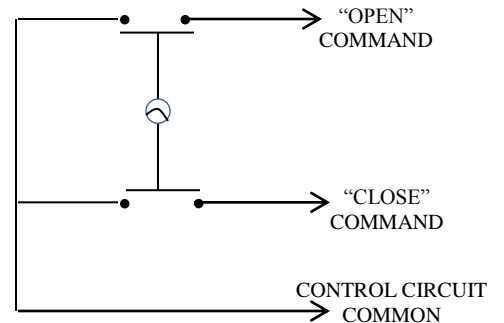 “OPEN”
COMMAND
“CLOSE”
COMMAND
CONTROL CIRCUIT
COMMON